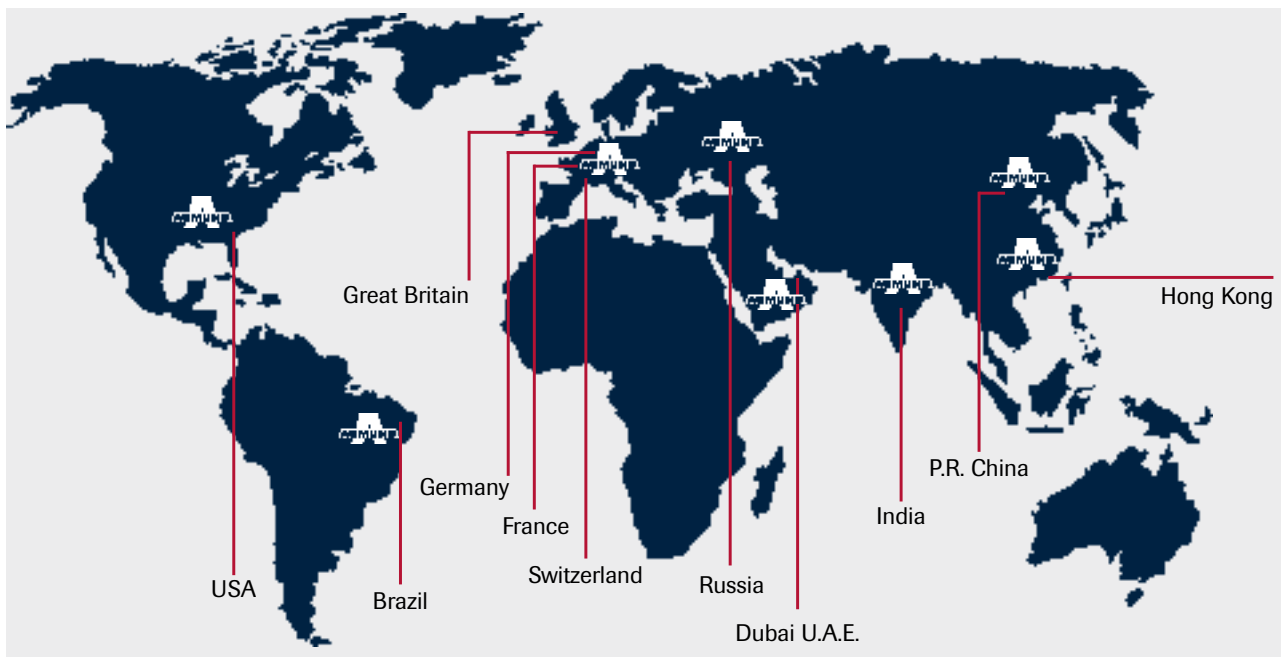 Great Britain
Hong Kong
P.R. China
Germany
India
France
Switzerland
Russia
USA
Brazil
Dubai U.A.E.